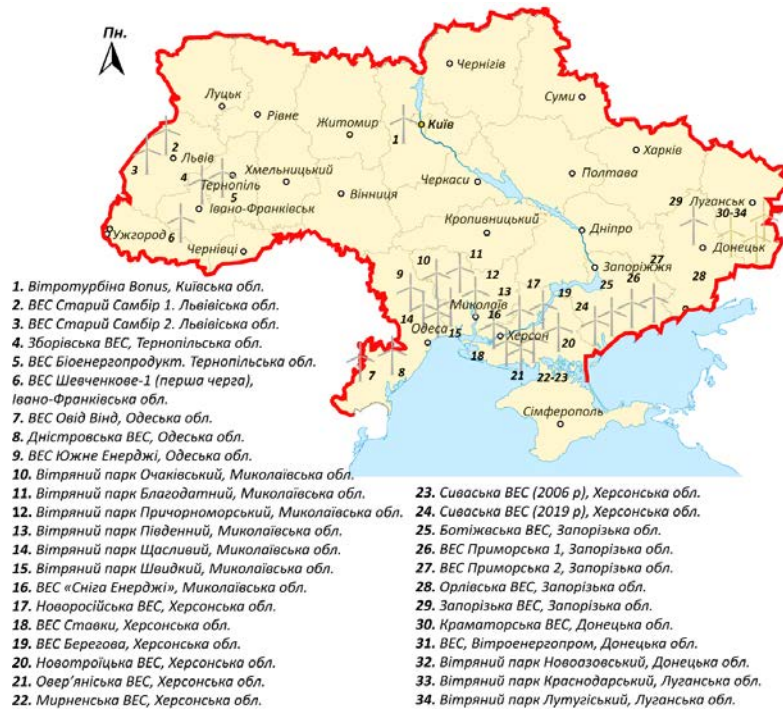 Пн.
Чернігів
Луцьк
Суми
Рівне
Житомир
1
Київ
2
3
Львів
Харків
4
Тернопіль
5
Хмельницький
Полтава
Черкаси
29
Луганськ
Вінниця
30-34
Івано-Франківськ
Ужгород
6
Кропивницький
Дніпро
Чернівці
Донецьк
10
11
27
Запоріжжя
9
12
26
28
13
17
19
25
Миколаїв
14
16
24
Одеса
15
Херсон
20
18
7
8
21
22-23
Сімферополь
1. Вітротурбіна Bonus, Київська обл.
2. ВЕС Старий Самбір 1. Львівіська обл.
3. ВЕС Старий Самбір 2. Львівіська обл.
4. Зборівська ВЕС, Тернопільська обл.
5. ВЕС Біоенергопродукт. Тернопільська обл.
6. ВЕС Шевченкове-1 (перша черга),
Івано-Франківська обл.
7. ВЕС Овід Вінд, Одеська обл.
8. Дністровська ВЕС, Одеська обл.
9. ВЕС Южне Енерджі, Одеська обл.
10. Вітряний парк Очаківський, Миколаївська обл.
11. Вітряний парк Благодатний, Миколаївська обл.
12. Вітряний парк Причорноморський, Миколаївська обл.
13. Вітряний парк Південний, Миколаївська обл.
14. Вітряний парк Щасливий, Миколаївська обл.
15. Вітряний парк Швидкий, Миколаївська обл.
16. ВЕС «Сніга Енерджі», Миколаївська обл.
17. Новоросійська ВЕС, Херсонська обл.
18. ВЕС Ставки, Херсонська обл.
19. ВЕС Берегова, Херсонська обл.
20. Новотроїцька ВЕС, Херсонська обл.
21. Овер’яніська ВЕС, Херсонська обл.
22. Мирненська ВЕС, Херсонська обл.
23. Сиваська ВЕС (2006 р), Херсонська обл.
24. Сиваська ВЕС (2019 р), Херсонська обл.
25. Ботіжвська ВЕС, Запорізька обл.
26. ВЕС Приморська 1, Запорізька обл.
27. ВЕС Приморська 2, Запорізька обл.
28. Орлівська ВЕС, Запорізька обл.
29. Запорізька ВЕС, Запорізька обл.
30. Краматорська ВЕС, Донецька обл.
31. ВЕС, Вітроенергопром, Донецька обл.
32. Вітряний парк Новоазовський, Донецька обл.
33. Вітряний парк Краснодарський, Луганська обл.
34. Вітряний парк Лутугіський, Луганська обл.